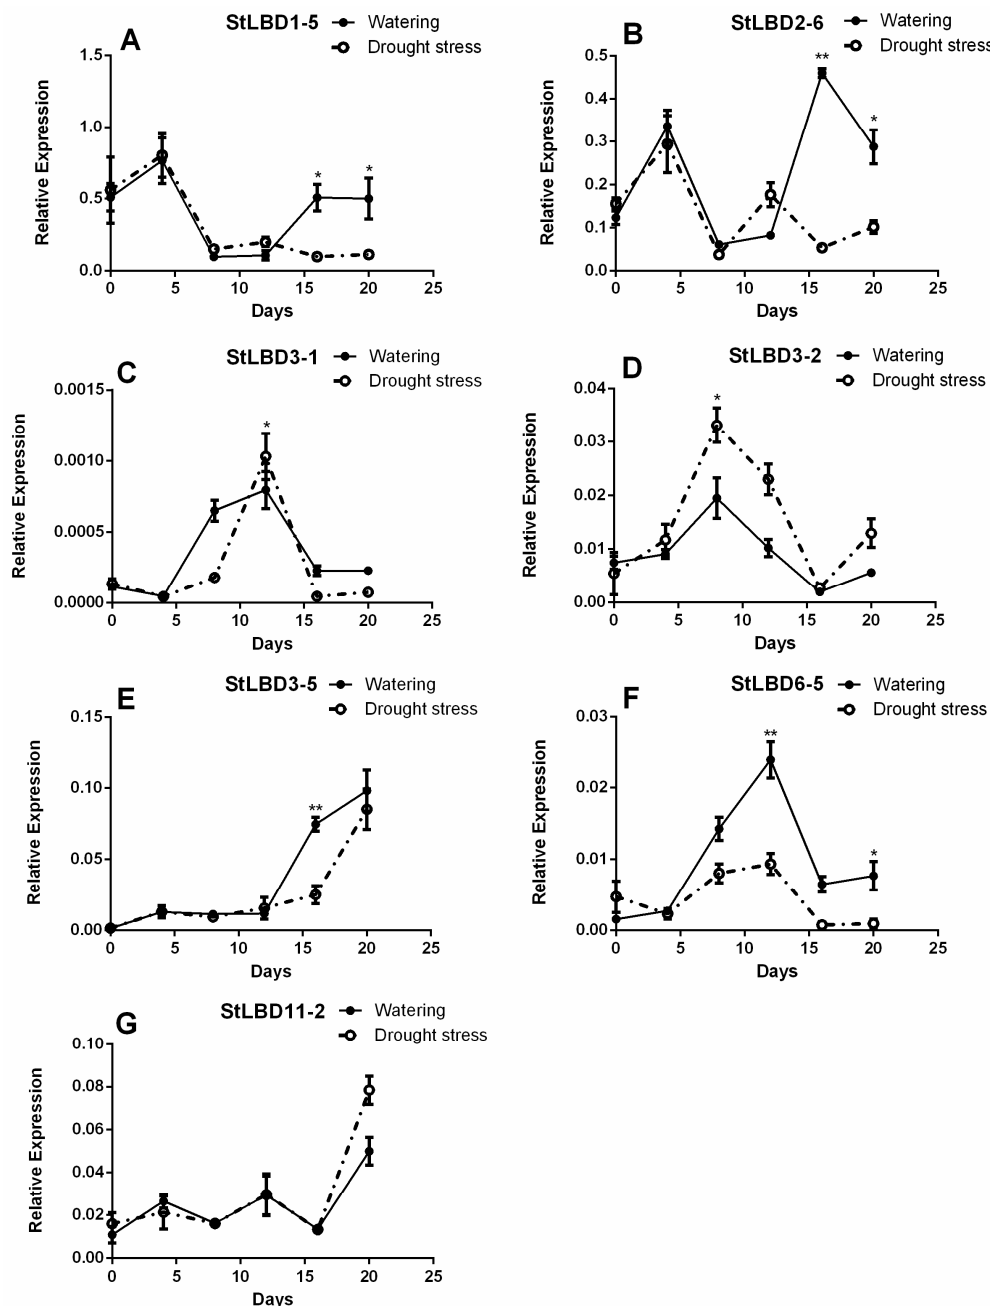 A
StLBD1-5
Watering
Drought stress
Relative Expression
1.5
1.0
0.5
0.0
*
*
0 5 10 15 20 25
Days
B
StLBD2-6
Watering
Drought stress
Relative Expression
0.5
0.4
0.3
0.2
0.1
0.0
**
*
0 5 10 15 20 25
Days
C
StLBD3-1
Watering
Drought stress
Relative Expression
0.0015
0.0010
0.0005
0.0000
*
0 5 10 15 20 25
Days
D
StLBD3-2
Watering
Drought stress
Relative Expression
0.04
0.03
0.02
0.01
0.00
*
0 5 10 15 20 25
Days
E
StLBD3-5
Watering
Drought stress
Relative Expression
0.15
0.10
0.05
0.00
**
0 5 10 15 20 25
Days
F
StLBD6-5
Watering
Drought stress
Relative Expression
0.03
0.02
0.01
0.00
**
*
0 5 10 15 20 25
Days
G
StLBD11-2
Watering
Drought stress
Relative Expression
0.10
0.08
0.06
0.04
0.02
0.00
0 5 10 15 20 25
Days